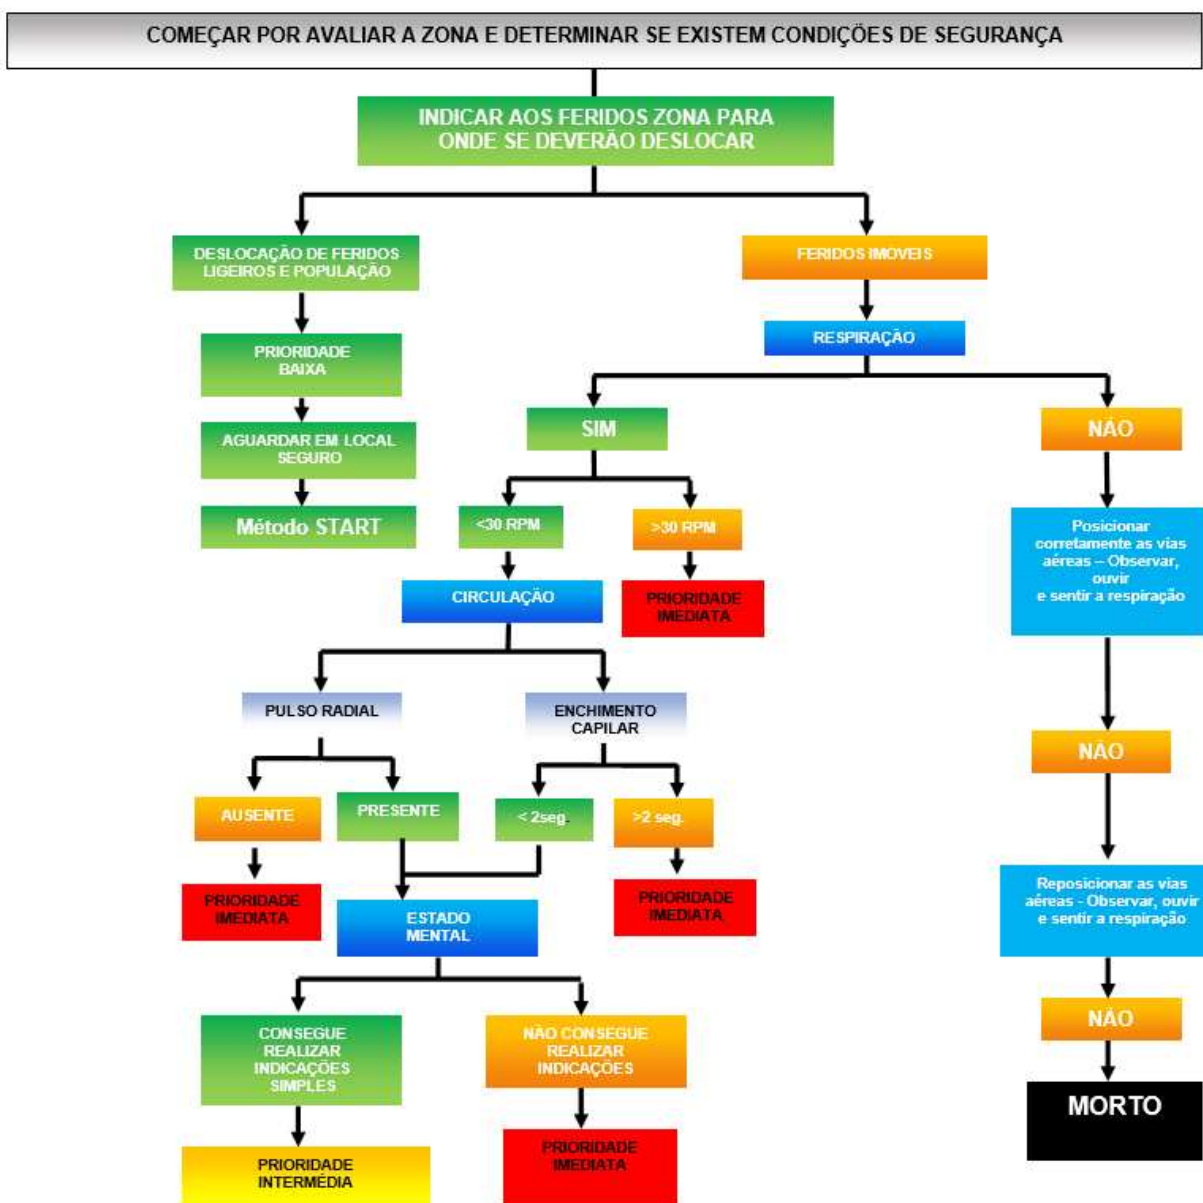 COMEÇAR POR AVALIAR A ZONA E DETERMINAR SE EXISTEM CONDIÇÕES DE SEGURANÇA
INDICAR AOS FERIDOS ZONA PARA
ONDE SE DEVERÃO DESLOCAR
DESLOCAÇÃO DE FERIDOS
LIGEIROS E POPULAÇÃO
FERIDOS IMOVEIS
PRIORIDADE
BAIXA
RESPIRAÇÃO
AGUARDAR EM LOCAL
SEGURO
SIM
NÃO
Método START
<30 RPM
>30 RPM
Posicionar
corretamente as vias
aéreas – Observar,
ouvir
e sentir a respiração
CIRCULAÇÃO
PRIORIDADE
IMEDIATA
PULSO RADIAL
ENCHIMENTO
CAPILAR
NÃO
AUSENTE
PRESENTE
< 2seg.
>2 seg.
PRIORIDADE
IMEDIATA
PRIORIDADE
IMEDIATA
Reposicionar as vias
aéreas - Observar, ouvir
e sentir a respiração
ESTADO
MENTAL
CONSEGUE
REALIZAR
INDICAÇÕES
SIMPLES
NÃO CONSEGUE
REALIZAR
INDICAÇÕES
NÃO
MORTO
PRIORIDADE
INTERMÉDIA
PRIORIDADE
IMEDIATA